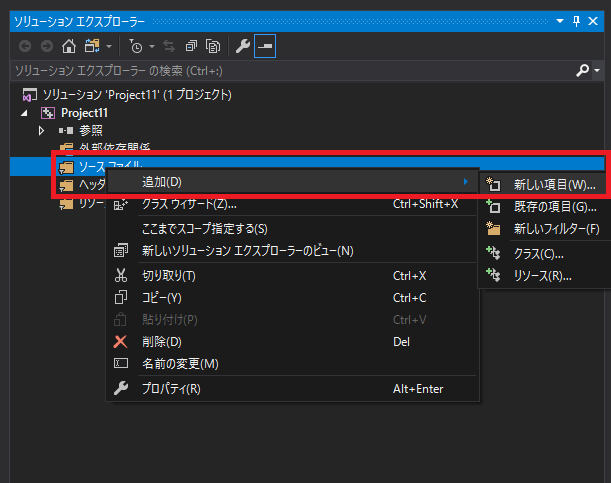 ソリューション エクスプローラー
ソリューション エクスプローラー の検索 (Ctrl+:)
ソリューション 'Project11' (1 プロジェクト)
Project11
参照
外部依存関係
ソース ファイル
追加(D)
新しい項目(W)...
ヘッダ
クラス ウィザード(Z)...
Ctrl+Shift+X
既存の項目(G)...
リソー
ここまでスコープ指定する(S)
新しいフィルター(F)
新しいソリューション エクスプローラーのビュー(N)
クラス(C)...
切り取り(T)
Ctrl+X
リソース(R)...
コピー(Y)
Ctrl+C
貼り付け(P)
Ctrl+V
削除(D)
Del
名前の変更(M)
プロパティ(R)
Alt+Enter